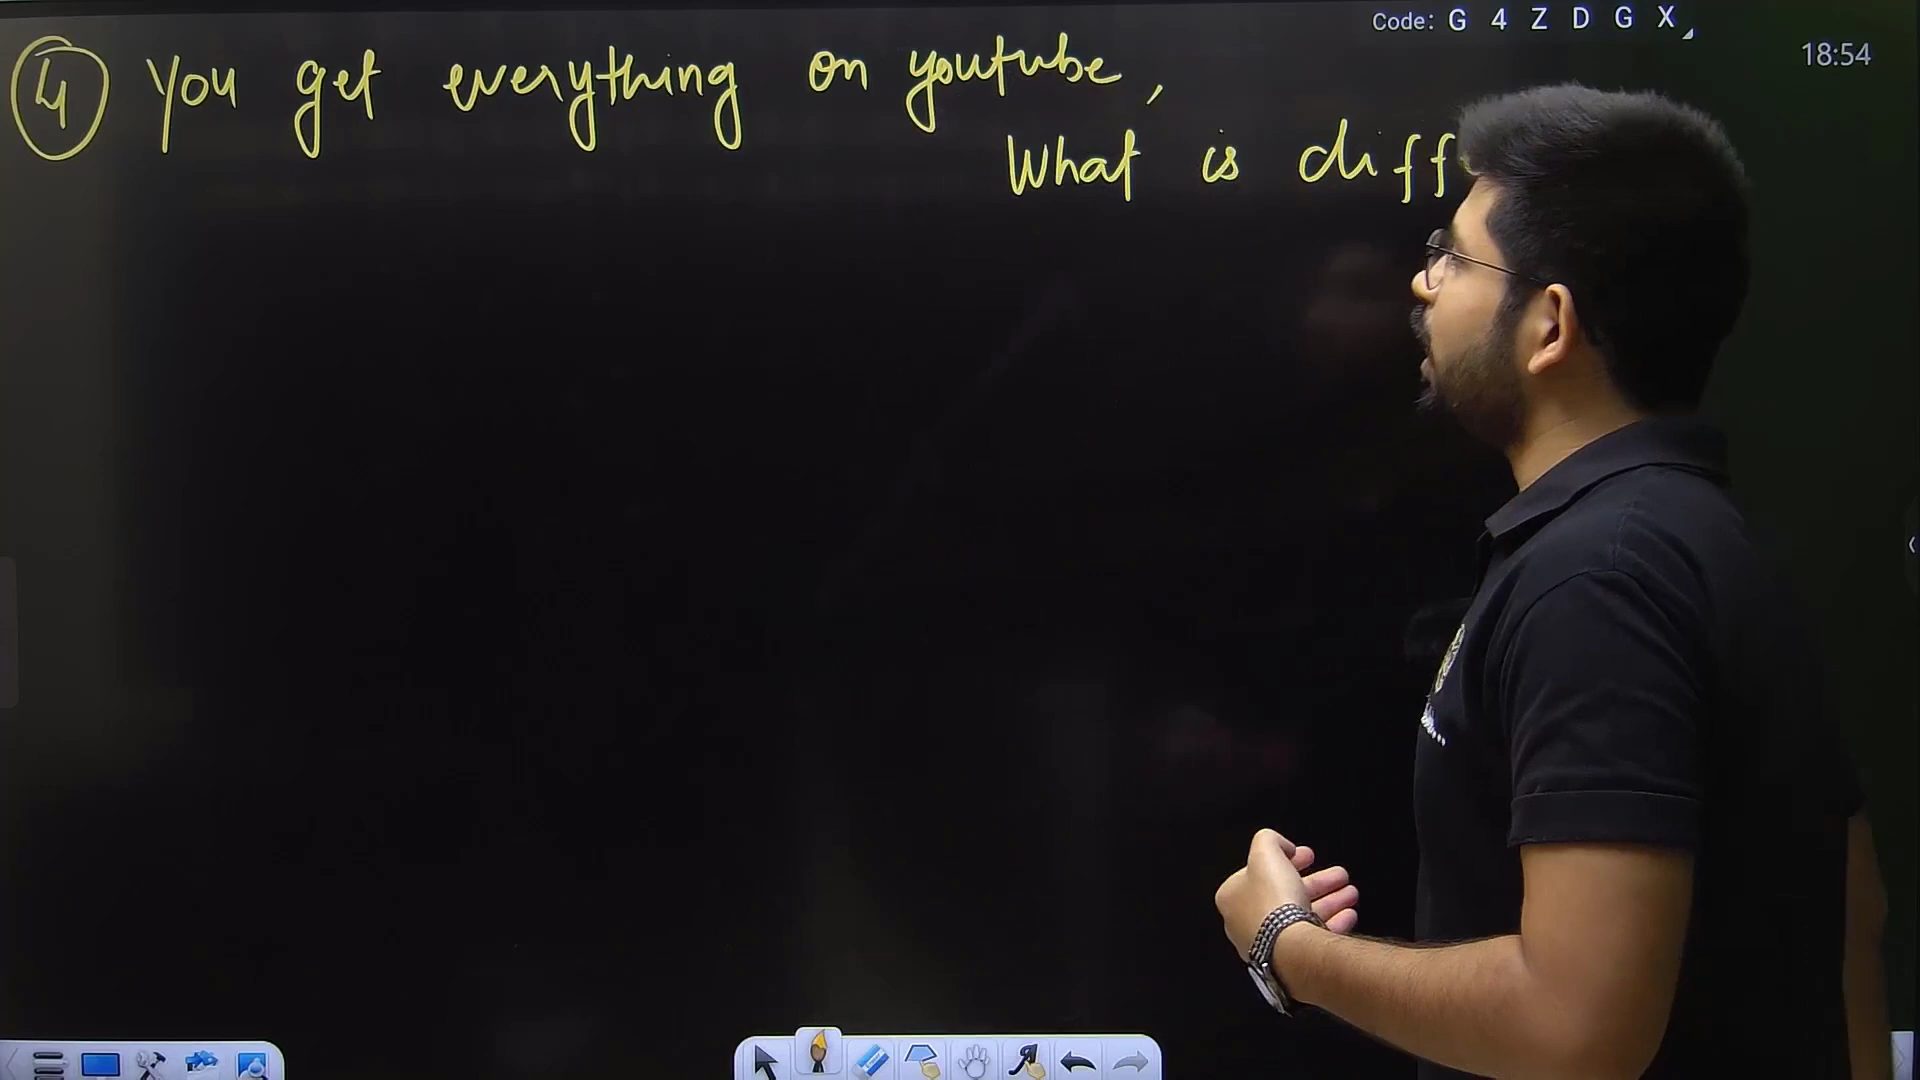 Code: G 4 Z D G X
18:54
4 You get everything on youtube,
What is diff